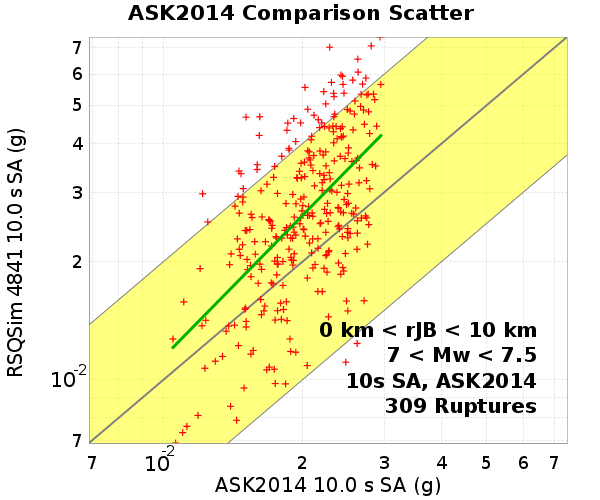 ASK2014 Comparison Scatter
RSQSim 4841 10.0 s SA (g)
7
6
5
4
3
2
10-2
7
0 km < rJB < 10 km
7 < Mw < 7.5
10s SA, ASK2014
309 Ruptures
7 10-2 2 3 4 5 6 7
ASK2014 10.0 s SA (g)